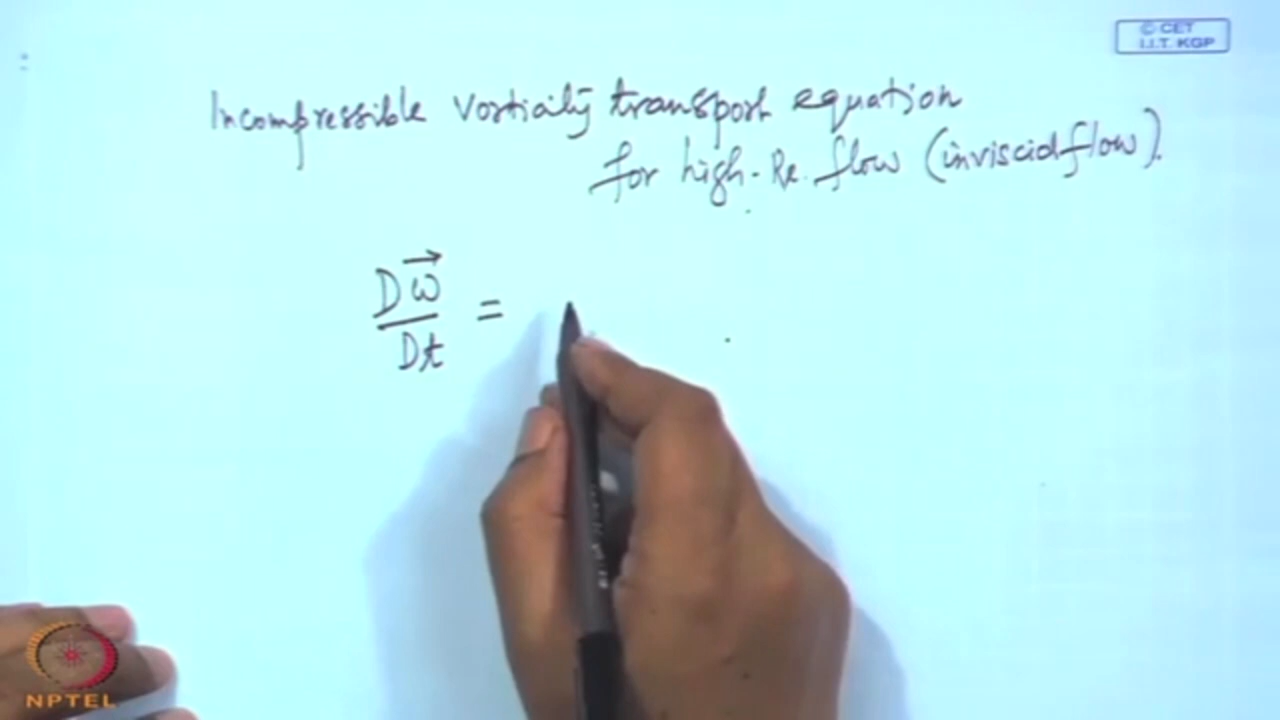 © CET
I.I.T. KGP
Incompressible vorticity transport equation
for high-Re. flow (inviscid flow).
Dω⃗/Dt =
NPTEL